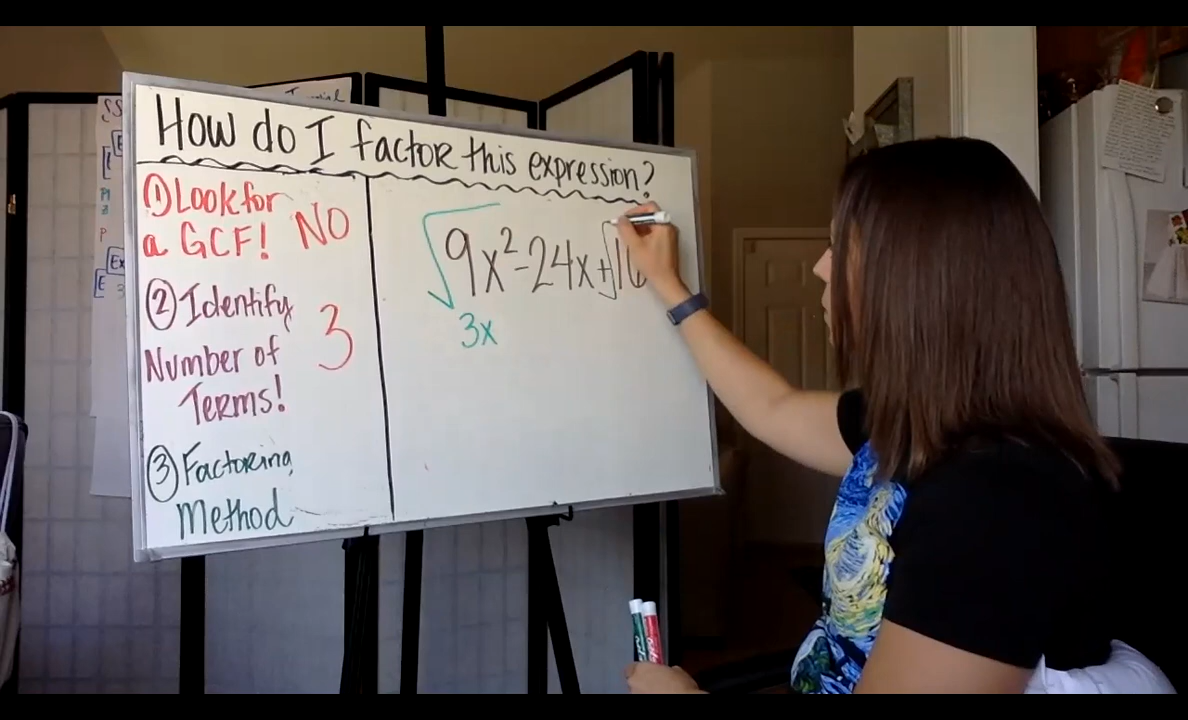 How do I factor this expression?
① Look for
a GCF! NO
② Identify
Number of
Terms!
3
③ Factoring
Method
√9x²-24x+√16
3x